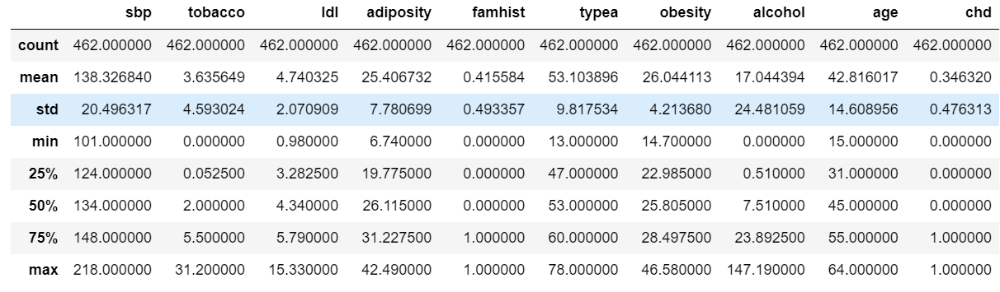 sbp tobacco ldl adiposity famhist typea obesity alcohol age chd
count 462.000000 462.000000 462.000000 462.000000 462.000000 462.000000 462.000000 462.000000 462.000000 462.000000
mean 138.326840 3.635649 4.740325 25.406732 0.415584 53.103896 26.044113 17.044394 42.816017 0.346320
std 20.496317 4.593024 2.070909 7.780699 0.493357 9.817534 4.213680 24.481059 14.608956 0.476313
min 101.000000 0.000000 0.980000 6.740000 0.000000 13.000000 14.700000 0.000000 15.000000 0.000000
25% 124.000000 0.052500 3.282500 19.775000 0.000000 47.000000 22.985000 0.510000 31.000000 0.000000
50% 134.000000 2.000000 4.340000 26.115000 0.000000 53.000000 25.805000 7.510000 45.000000 0.000000
75% 148.000000 5.500000 5.790000 31.227500 1.000000 60.000000 28.497500 23.892500 55.000000 1.000000
max 218.000000 31.200000 15.330000 42.490000 1.000000 78.000000 46.580000 147.190000 64.000000 1.000000